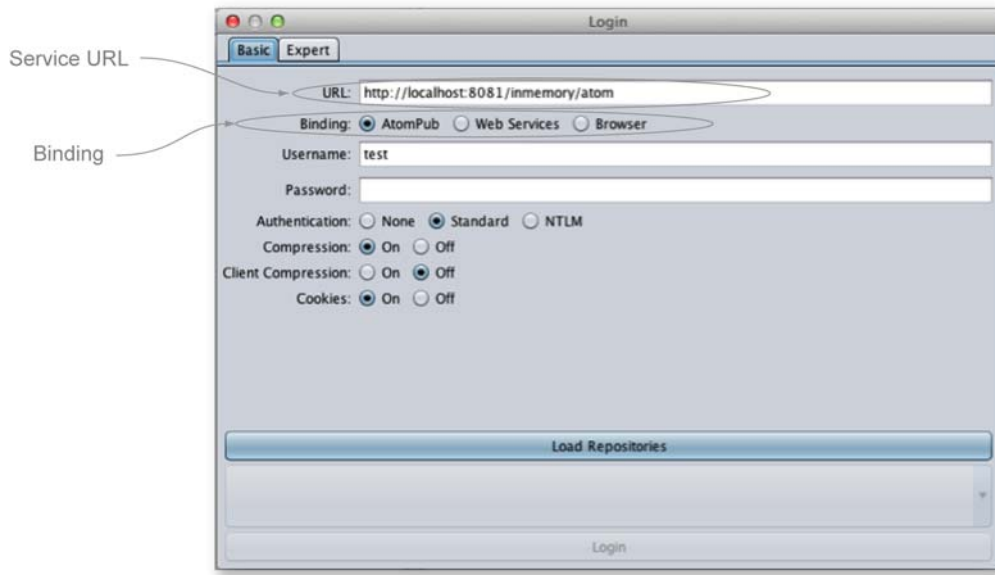 Login
Basic Expert
Service URL
URL: http://localhost:8081/inmemory/atom
Binding: AtomPub Web Services Browser
Binding
Username: test
Password:
Authentication: None Standard NTLM
Compression: On Off
Client Compression: On Off
Cookies: On Off
Load Repositories
Login